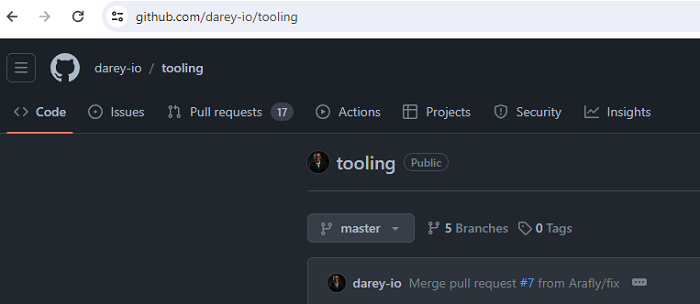 github.com/darey-io/tooling
darey-io / tooling
Code Issues Pull requests 17 Actions Projects Security Insights
tooling Public
master 5 Branches 0 Tags
darey-io Merge pull request #7 from Arafly/fix